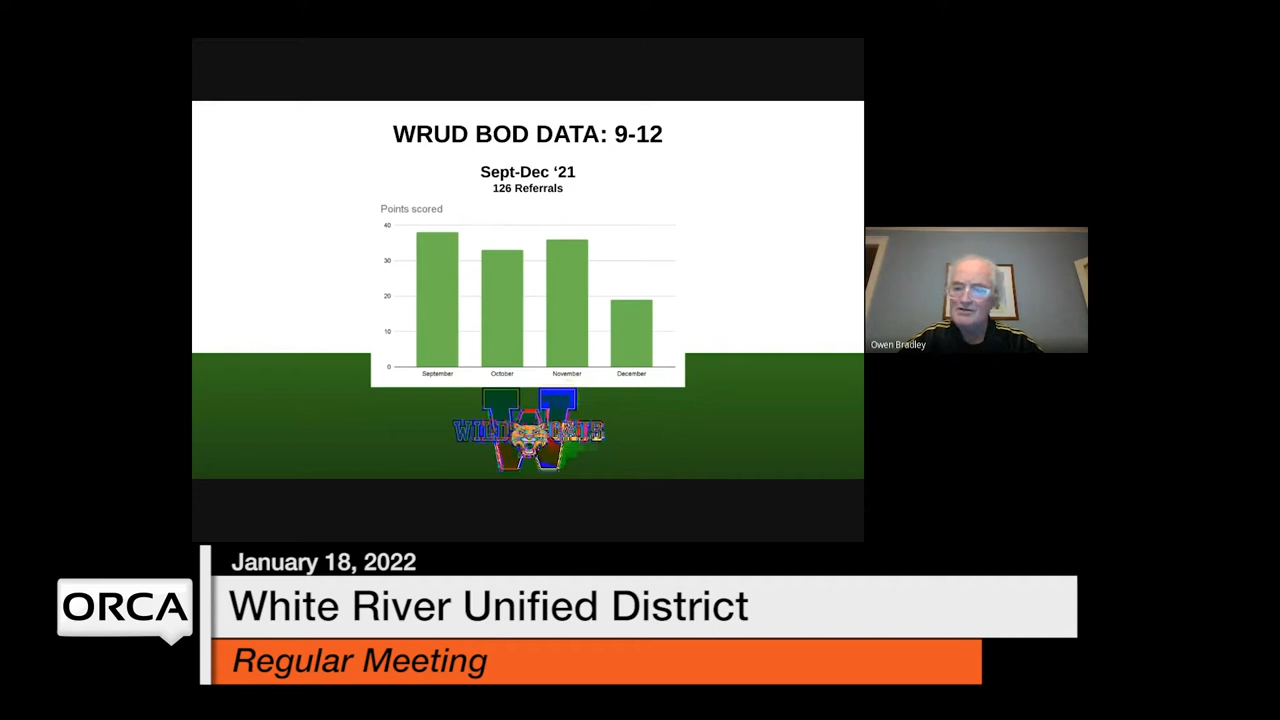 WRUD BOD DATA: 9-12
Sept-Dec ‘21
126 Referrals
Points scored
40
30
20
10
0
September
October
November
December
WILDCATS
Owen Bradley
January 18, 2022
ORCA
White River Unified District
Regular Meeting